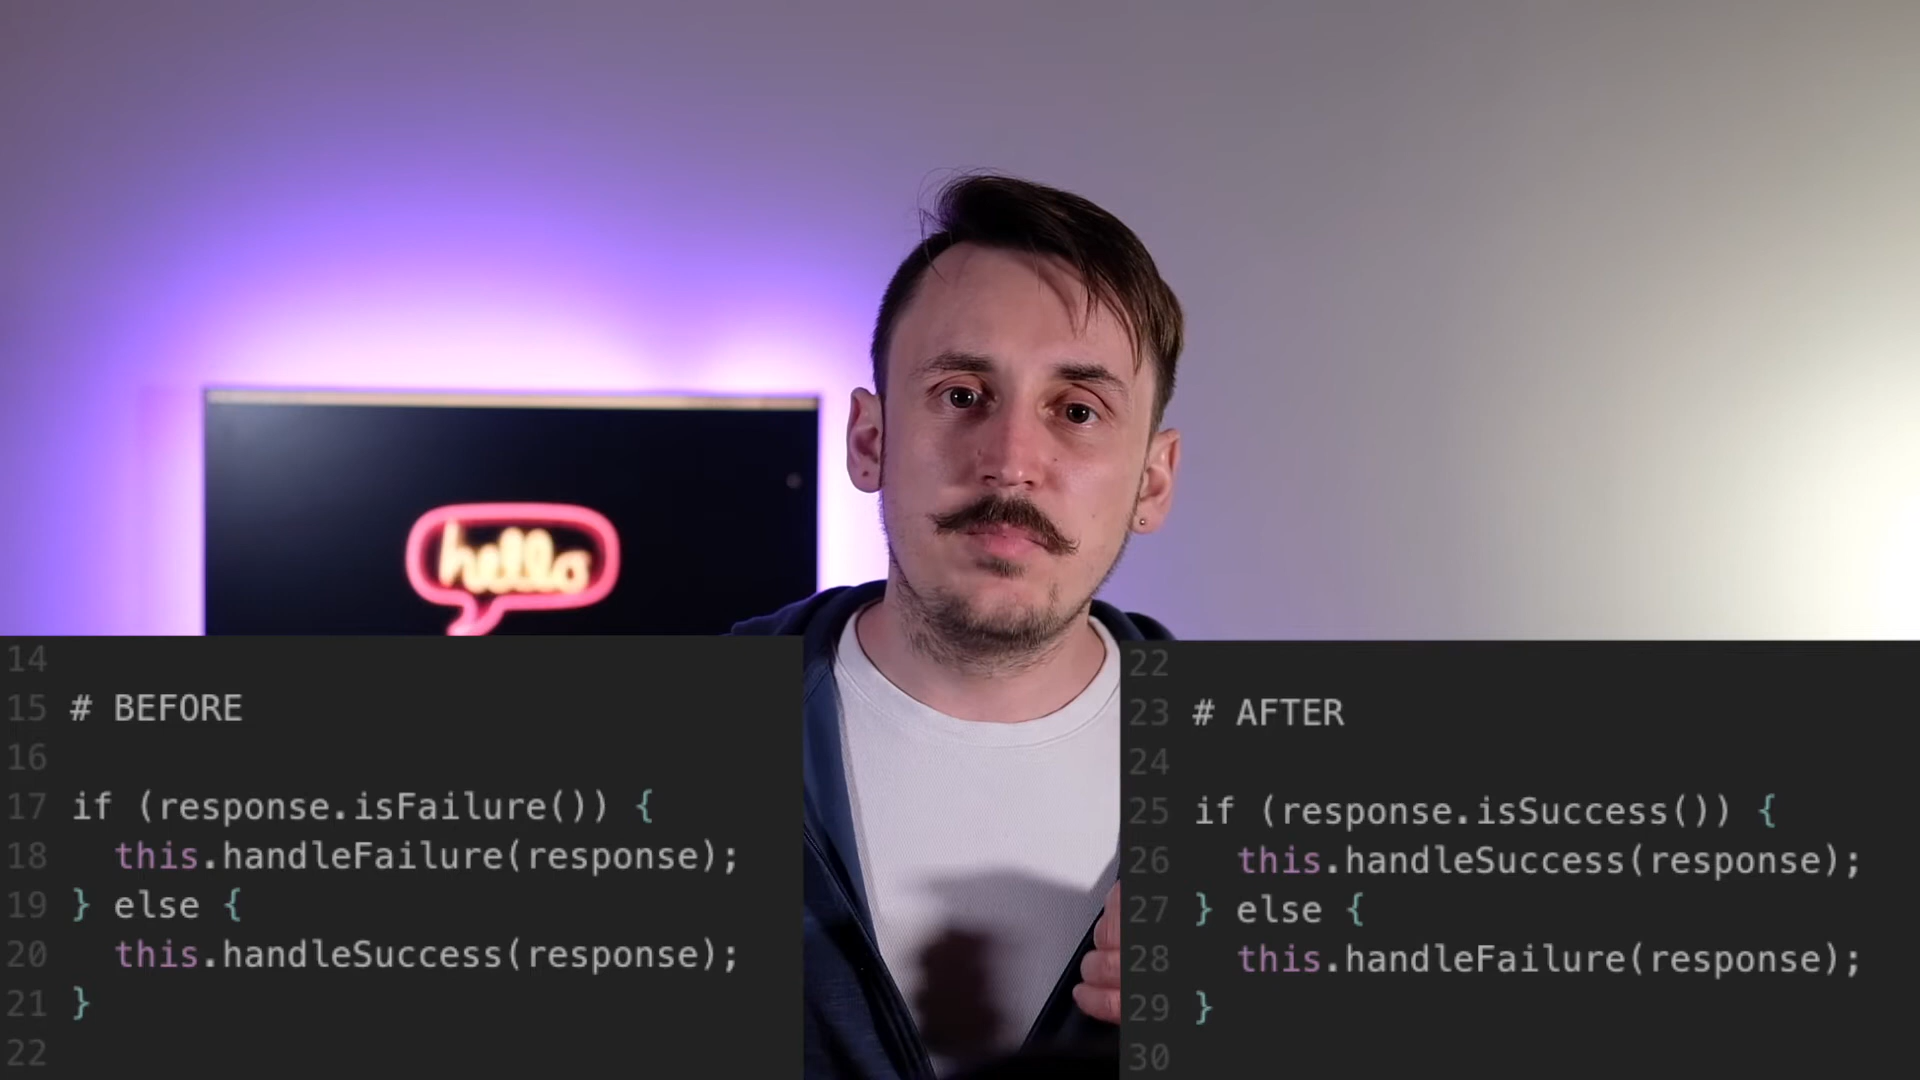 hello
14
15 # BEFORE
16
17 if (response.isFailure()) {
18   this.handleFailure(response);
19 } else {
20   this.handleSuccess(response);
21 }
22
22
23 # AFTER
24
25 if (response.isSuccess()) {
26   this.handleSuccess(response);
27 } else {
28   this.handleFailure(response);
29 }
30